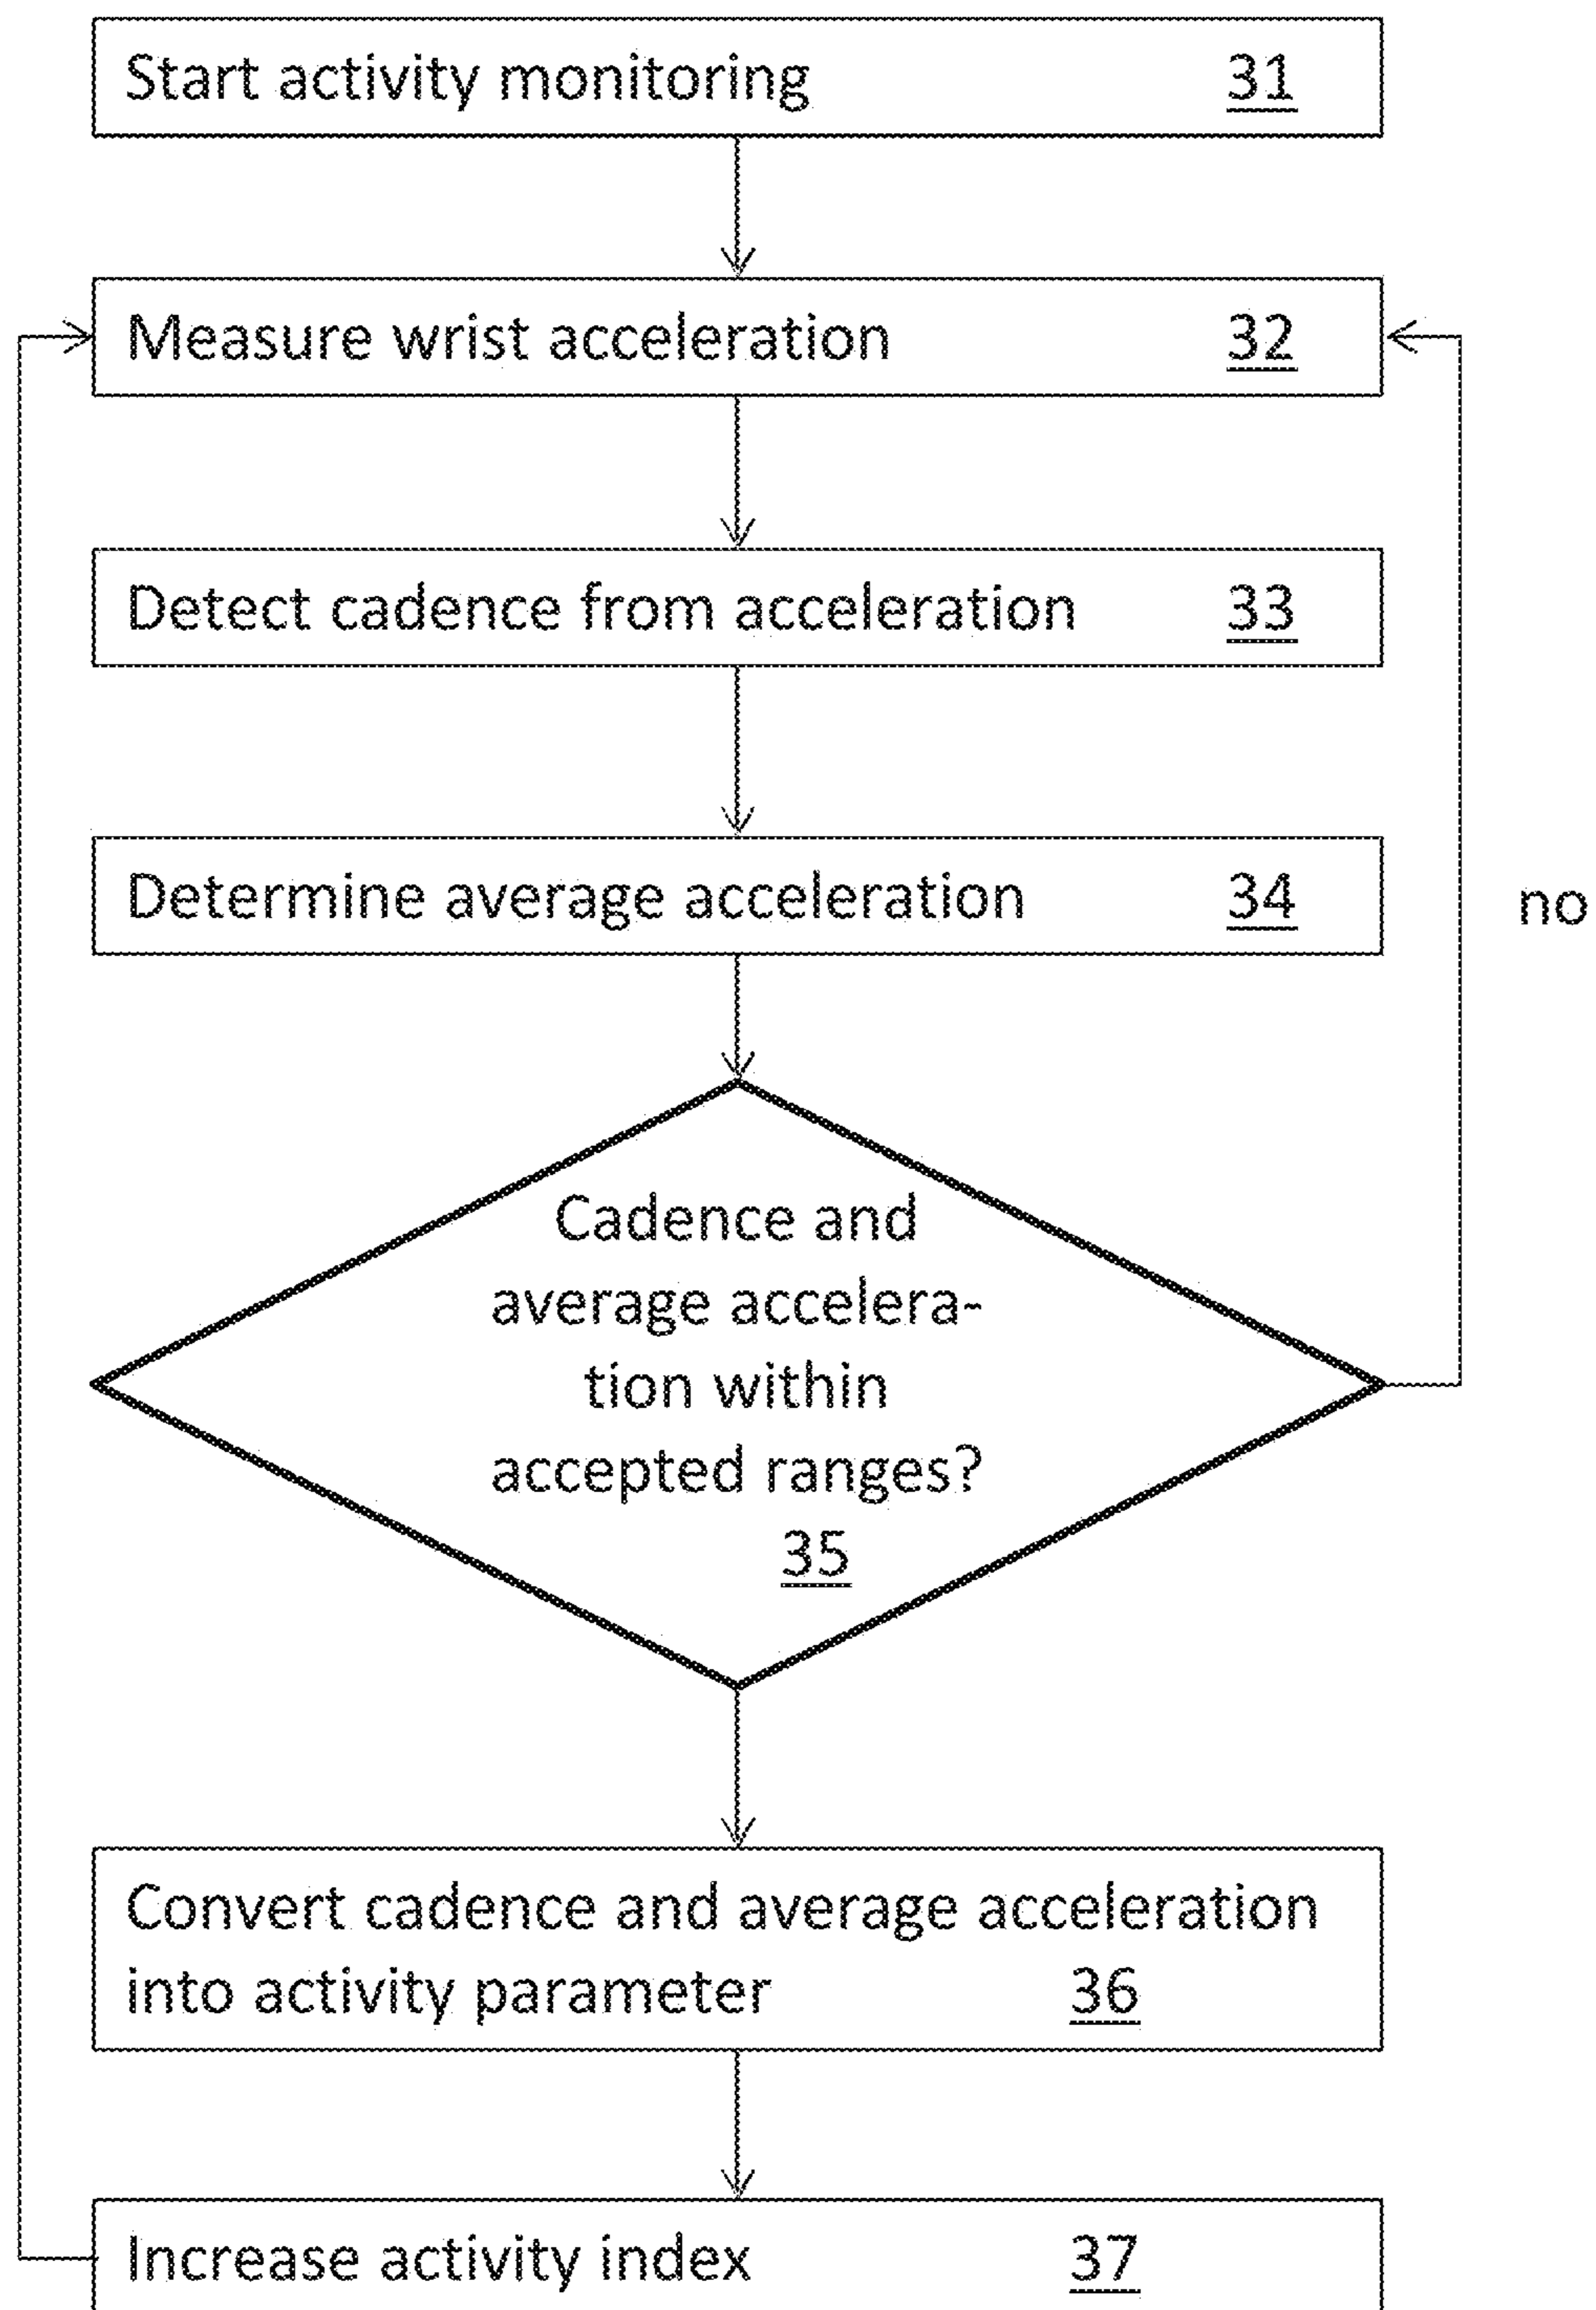 Start activity monitoring 31
Measure wrist acceleration 32
Detect cadence from acceleration 33
Determine average acceleration 34
no
Cadence and
average accelera-
tion within
accepted ranges?
35
Convert cadence and average acceleration
into activity parameter 36
Increase activity index 37